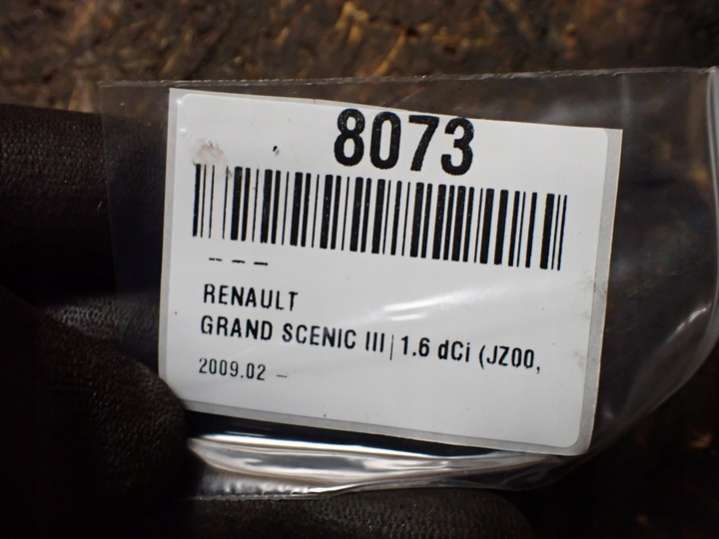 8073
---
RENAULT
GRAND SCENIC III | 1.6 dCi (JZ00,
2009.02 -